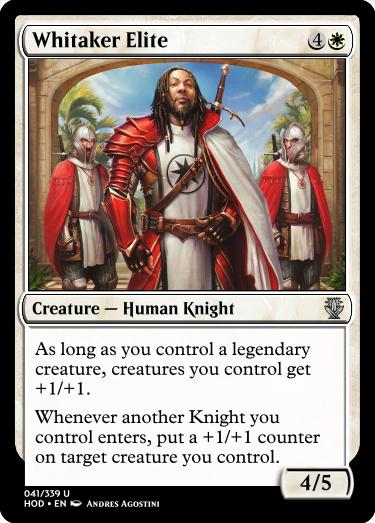 Whitaker Elite 4
Creature — Human Knight
As long as you control a legendary
creature, creatures you control get
+1/+1.
Whenever another Knight you
control enters, put a +1/+1 counter
on target creature you control.
4/5
041/339 U
HOD • EN Andres Agostini